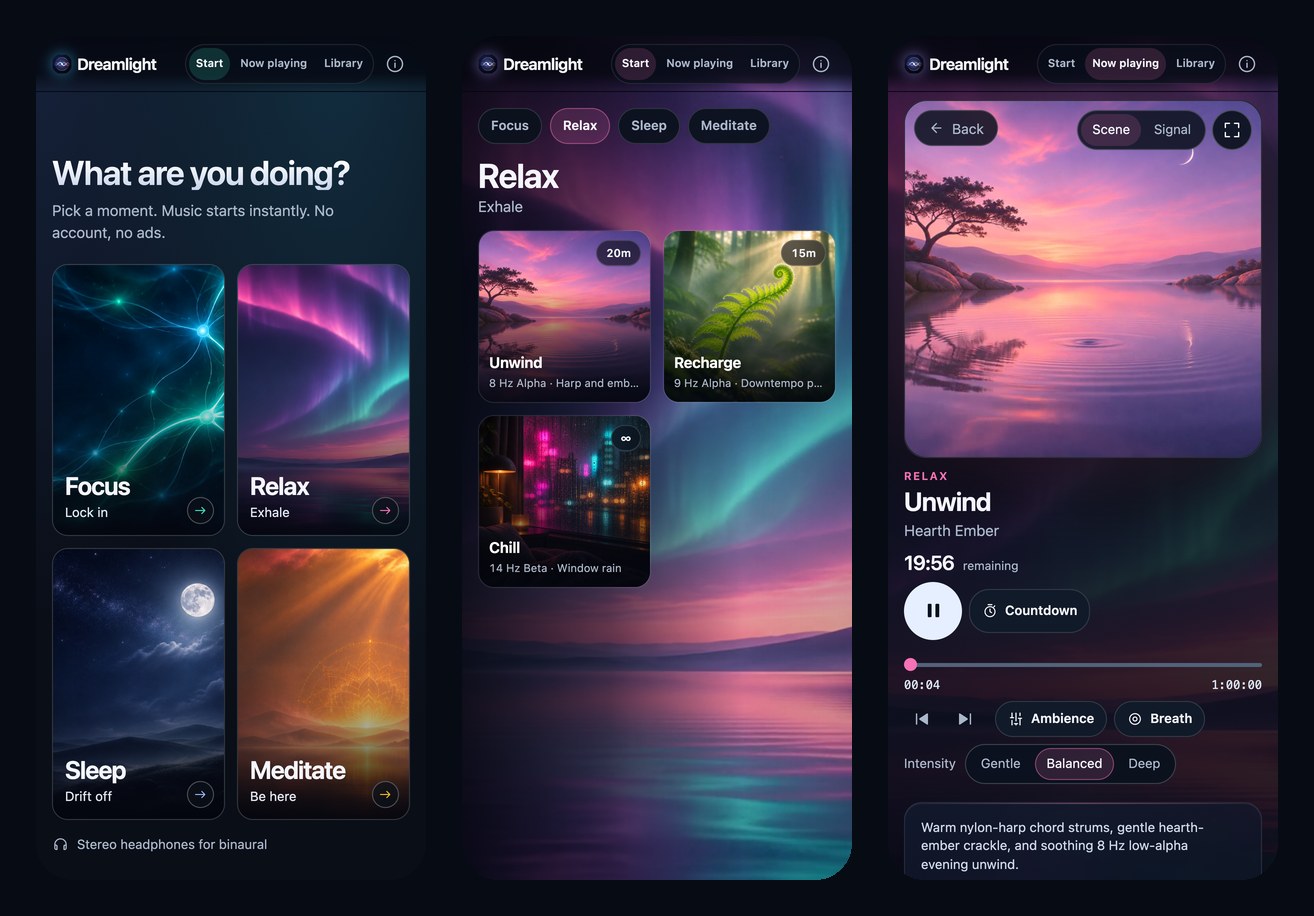 Dreamlight
Start
Now playing
Library
What are you doing?
Pick a moment. Music starts instantly. No
account, no ads.
Focus
Lock in
Relax
Exhale
Sleep
Drift off
Meditate
Be here
Stereo headphones for binaural
Dreamlight
Start
Now playing
Library
Focus
Relax
Sleep
Meditate
Relax
Exhale
20m
Unwind
8 Hz Alpha · Harp and emb...
15m
Recharge
9 Hz Alpha · Downtempo p...
∞
Chill
14 Hz Beta · Window rain
Dreamlight
Start
Now playing
Library
Back
Scene
Signal
RELAX
Unwind
Hearth Ember
19:56 remaining
Countdown
00:04
1:00:00
Ambience
Breath
Intensity
Gentle
Balanced
Deep
Warm nylon-harp chord strums, gentle hearth-
ember crackle, and soothing 8 Hz low-alpha
evening unwind.